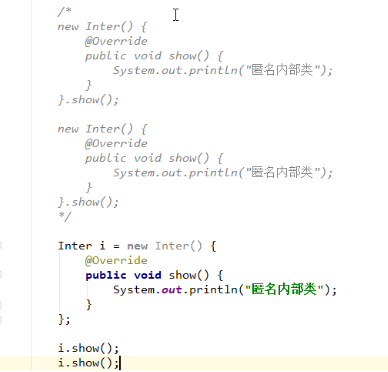 /*
new Inter() {
    @Override
    public void show() {
        System.out.println("匿名内部类");
    }
}.show();

new Inter() {
    @Override
    public void show() {
        System.out.println("匿名内部类");
    }
}.show();
*/

Inter i = new Inter() {
    @Override
    public void show() {
        System.out.println("匿名内部类");
    }
};

i.show();
i.show();